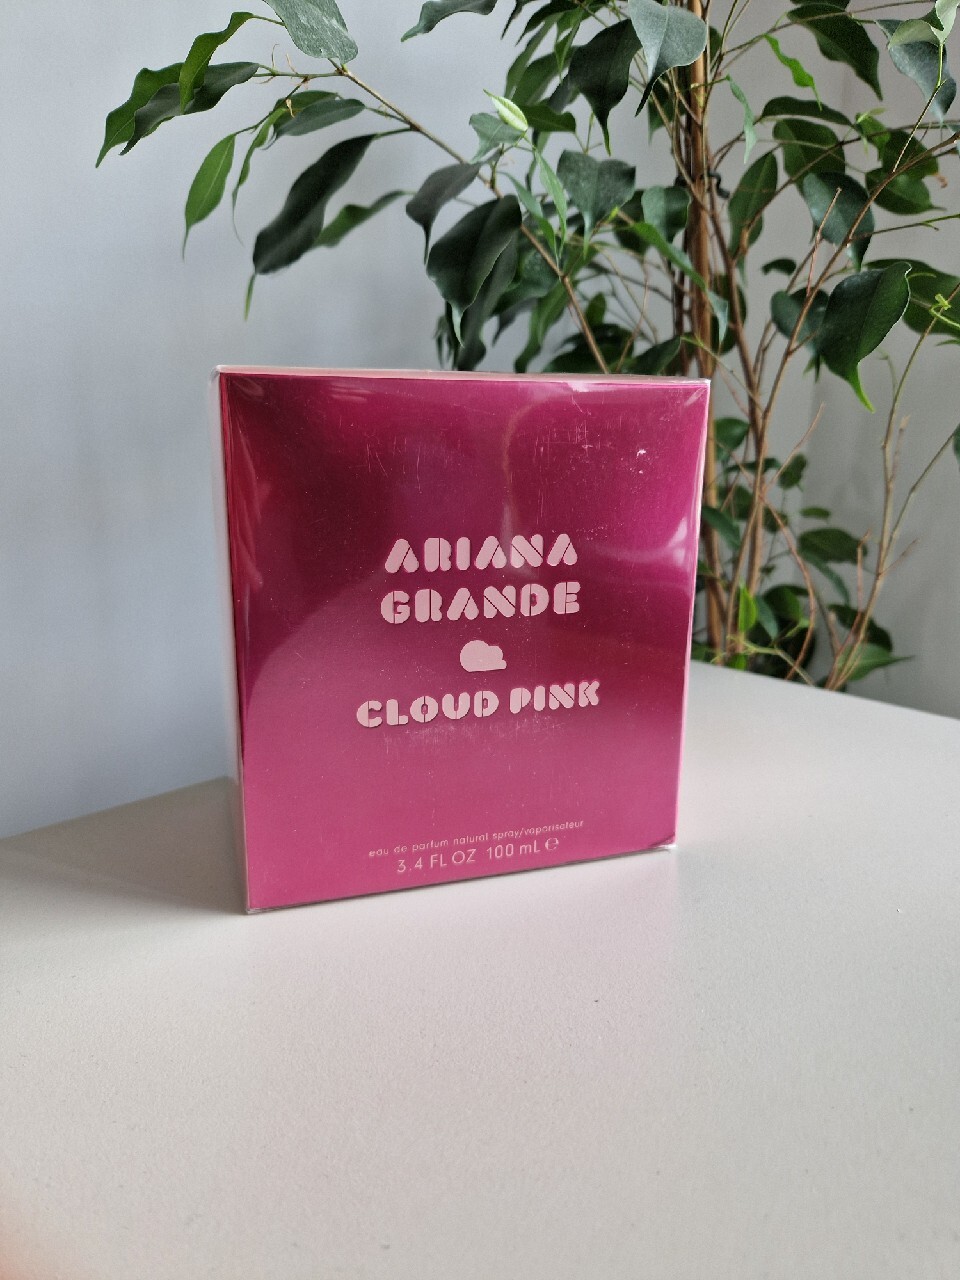 ARIANA
GRANDE
CLOUD PINK
eau de parfum natural spray/vaporisateur
3.4 FL OZ 100 mL ℮